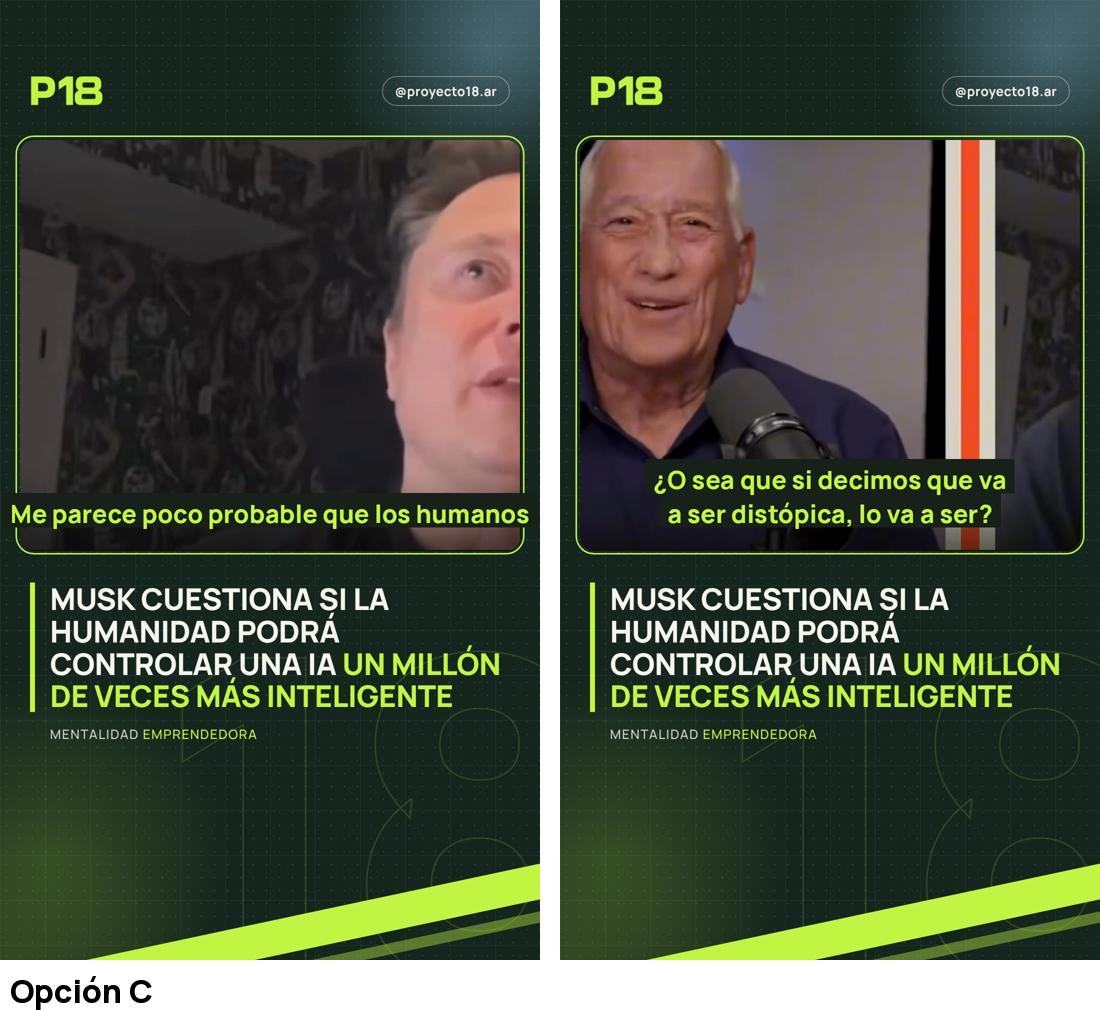 P18
@proyecto18.ar
Me parece poco probable que los humanos
MUSK CUESTIONA SI LA
HUMANIDAD PODRÁ
CONTROLAR UNA IA UN MILLÓN
DE VECES MÁS INTELIGENTE
MENTALIDAD EMPRENDEDORA
P18
@proyecto18.ar
¿O sea que si decimos que va
a ser distópica, lo va a ser?
MUSK CUESTIONA SI LA
HUMANIDAD PODRÁ
CONTROLAR UNA IA UN MILLÓN
DE VECES MÁS INTELIGENTE
MENTALIDAD EMPRENDEDORA
Opción C